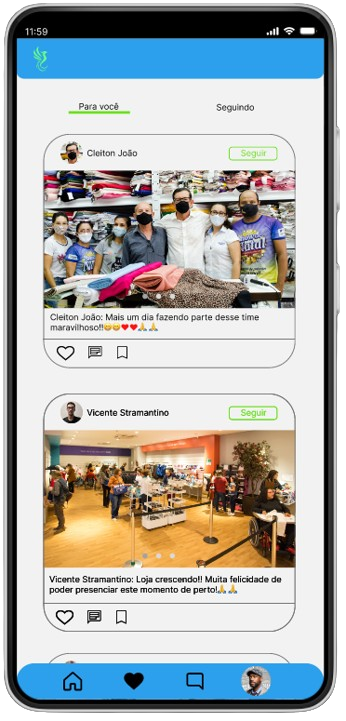 11:59
Para você
Seguindo
Cleiton João
Seguir
Cleiton João: Mais um dia fazendo parte desse time
maravilhoso!!😄😄❤️❤️🙏🙏
Vicente Stramantino
Seguir
Vicente Stramantino: Loja crescendo!! Muita felicidade de
poder presenciar este momento de perto!🙏🙏